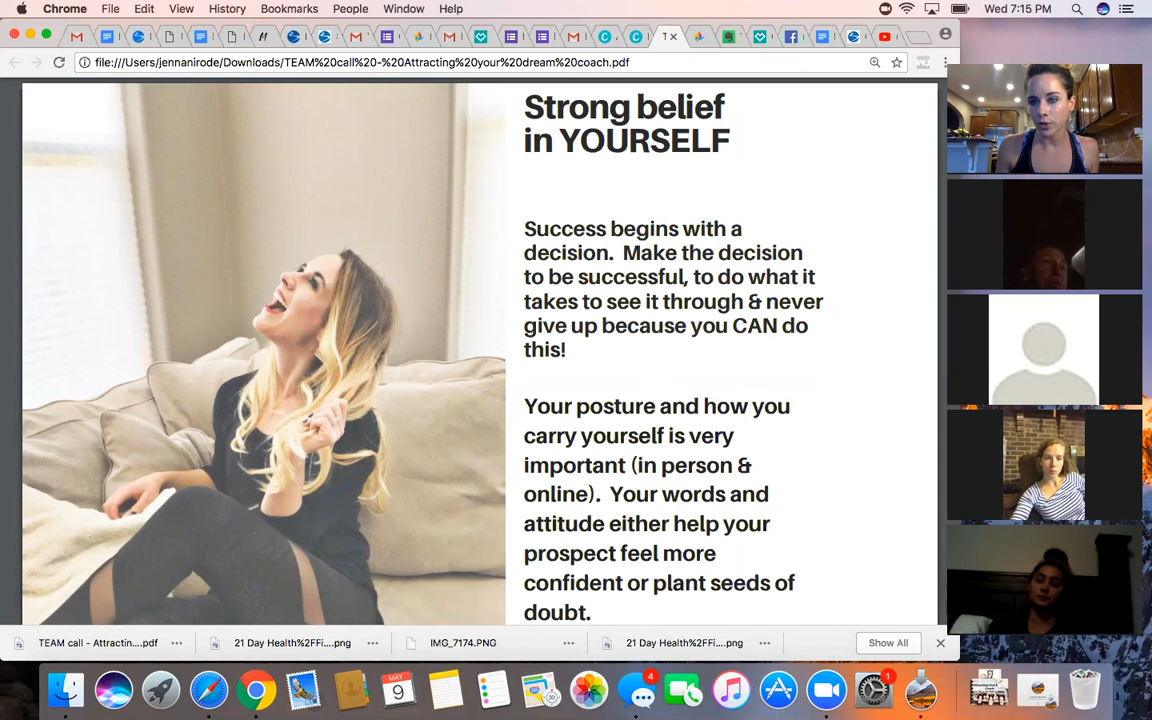 Chrome File Edit View History Bookmarks People Window Help Wed 7:15 PM
file:///Users/jennanirode/Downloads/TEAM%20call%20-%20Attracting%20your%20dream%20coach.pdf
Strong belief
in YOURSELF
Success begins with a
decision. Make the decision
to be successful, to do what it
takes to see it through & never
give up because you CAN do
this!
Your posture and how you
carry yourself is very
important (in person &
online). Your words and
attitude either help your
prospect feel more
confident or plant seeds of
doubt.
TEAM call - Attractin....pdf 21 Day Health%2FFi....png IMG_7174.PNG 21 Day Health%2FFi....png Show All
MAY
9
4
1